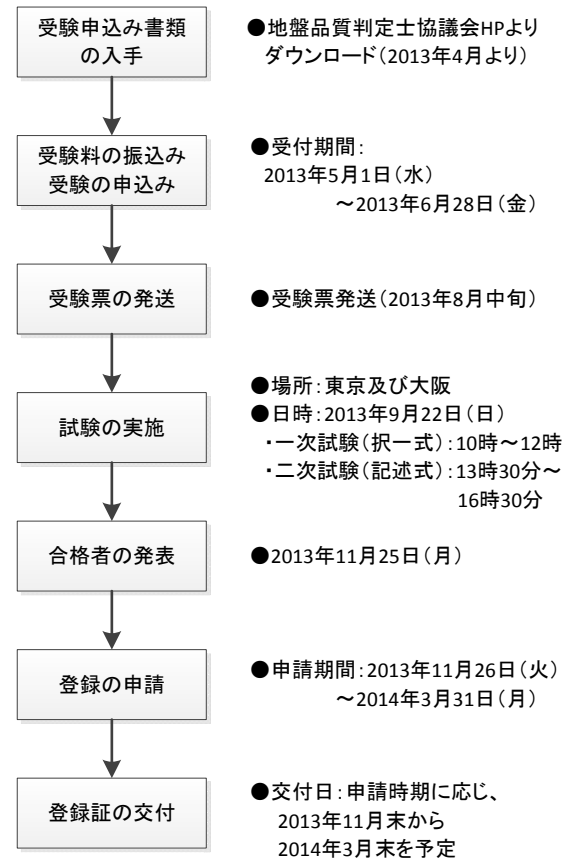 受験申込み書類
の入手
●地盤品質判定士協議会HPより
ダウンロード(2013年4月より)
受験料の振込み
受験の申込み
●受付期間:
2013年5月1日(水)
～2013年6月28日(金)
受験票の発送
●受験票発送(2013年8月中旬)
試験の実施
●場所:東京及び大阪
●日時:2013年9月22日(日)
・一次試験(択一式):10時～12時
・二次試験(記述式):13時30分～
16時30分
合格者の発表
●2013年11月25日(月)
登録の申請
●申請期間:2013年11月26日(火)
～2014年3月31日(月)
登録証の交付
●交付日:申請時期に応じ、
2013年11月末から
2014年3月末を予定